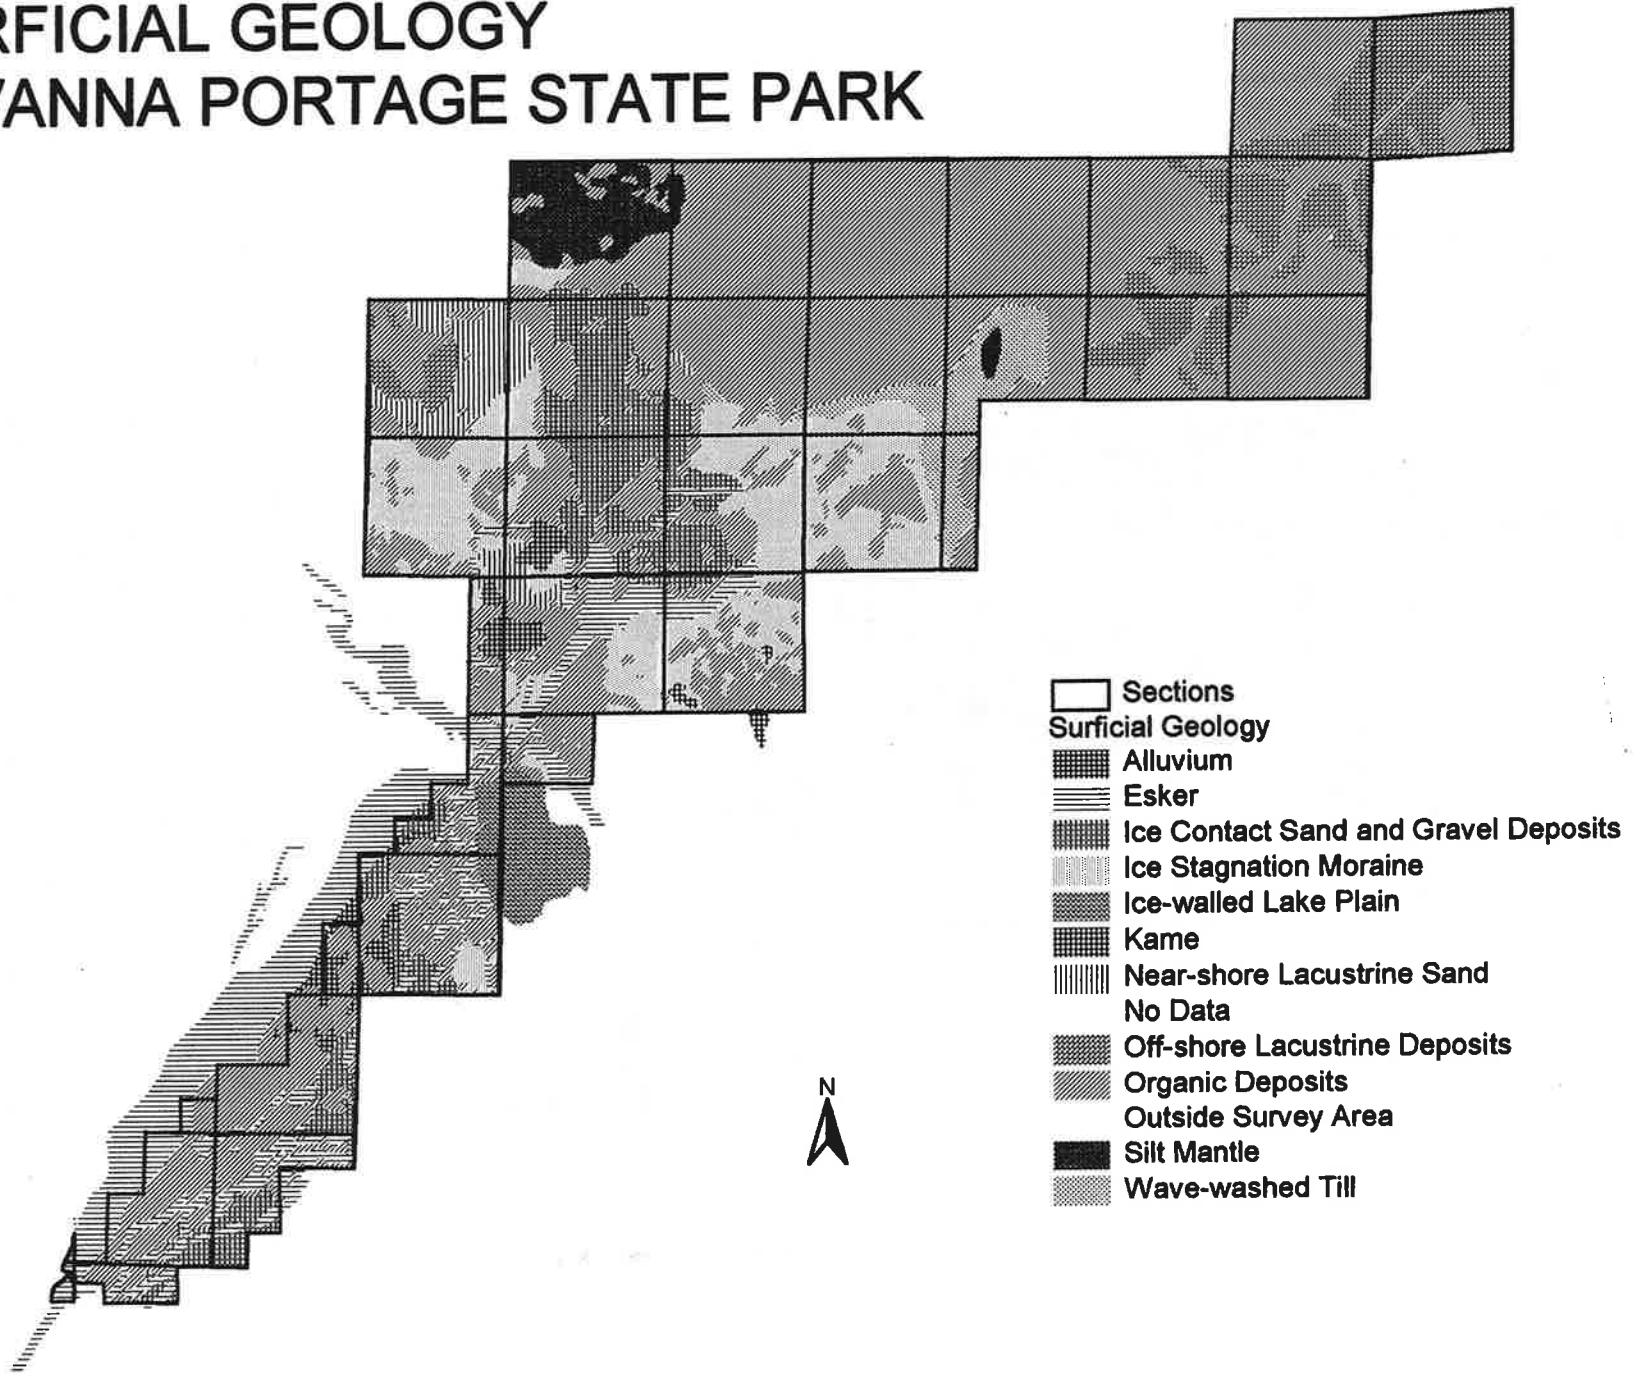 RFICIAL GEOLOGY
VANNA PORTAGE STATE PARK
Sections
Surficial Geology
Alluvium
Esker
Ice Contact Sand and Gravel Deposits
Ice Stagnation Moraine
Ice-walled Lake Plain
Kame
Near-shore Lacustrine Sand
No Data
Off-shore Lacustrine Deposits
Organic Deposits
Outside Survey Area
Silt Mantle
Wave-washed Till
N